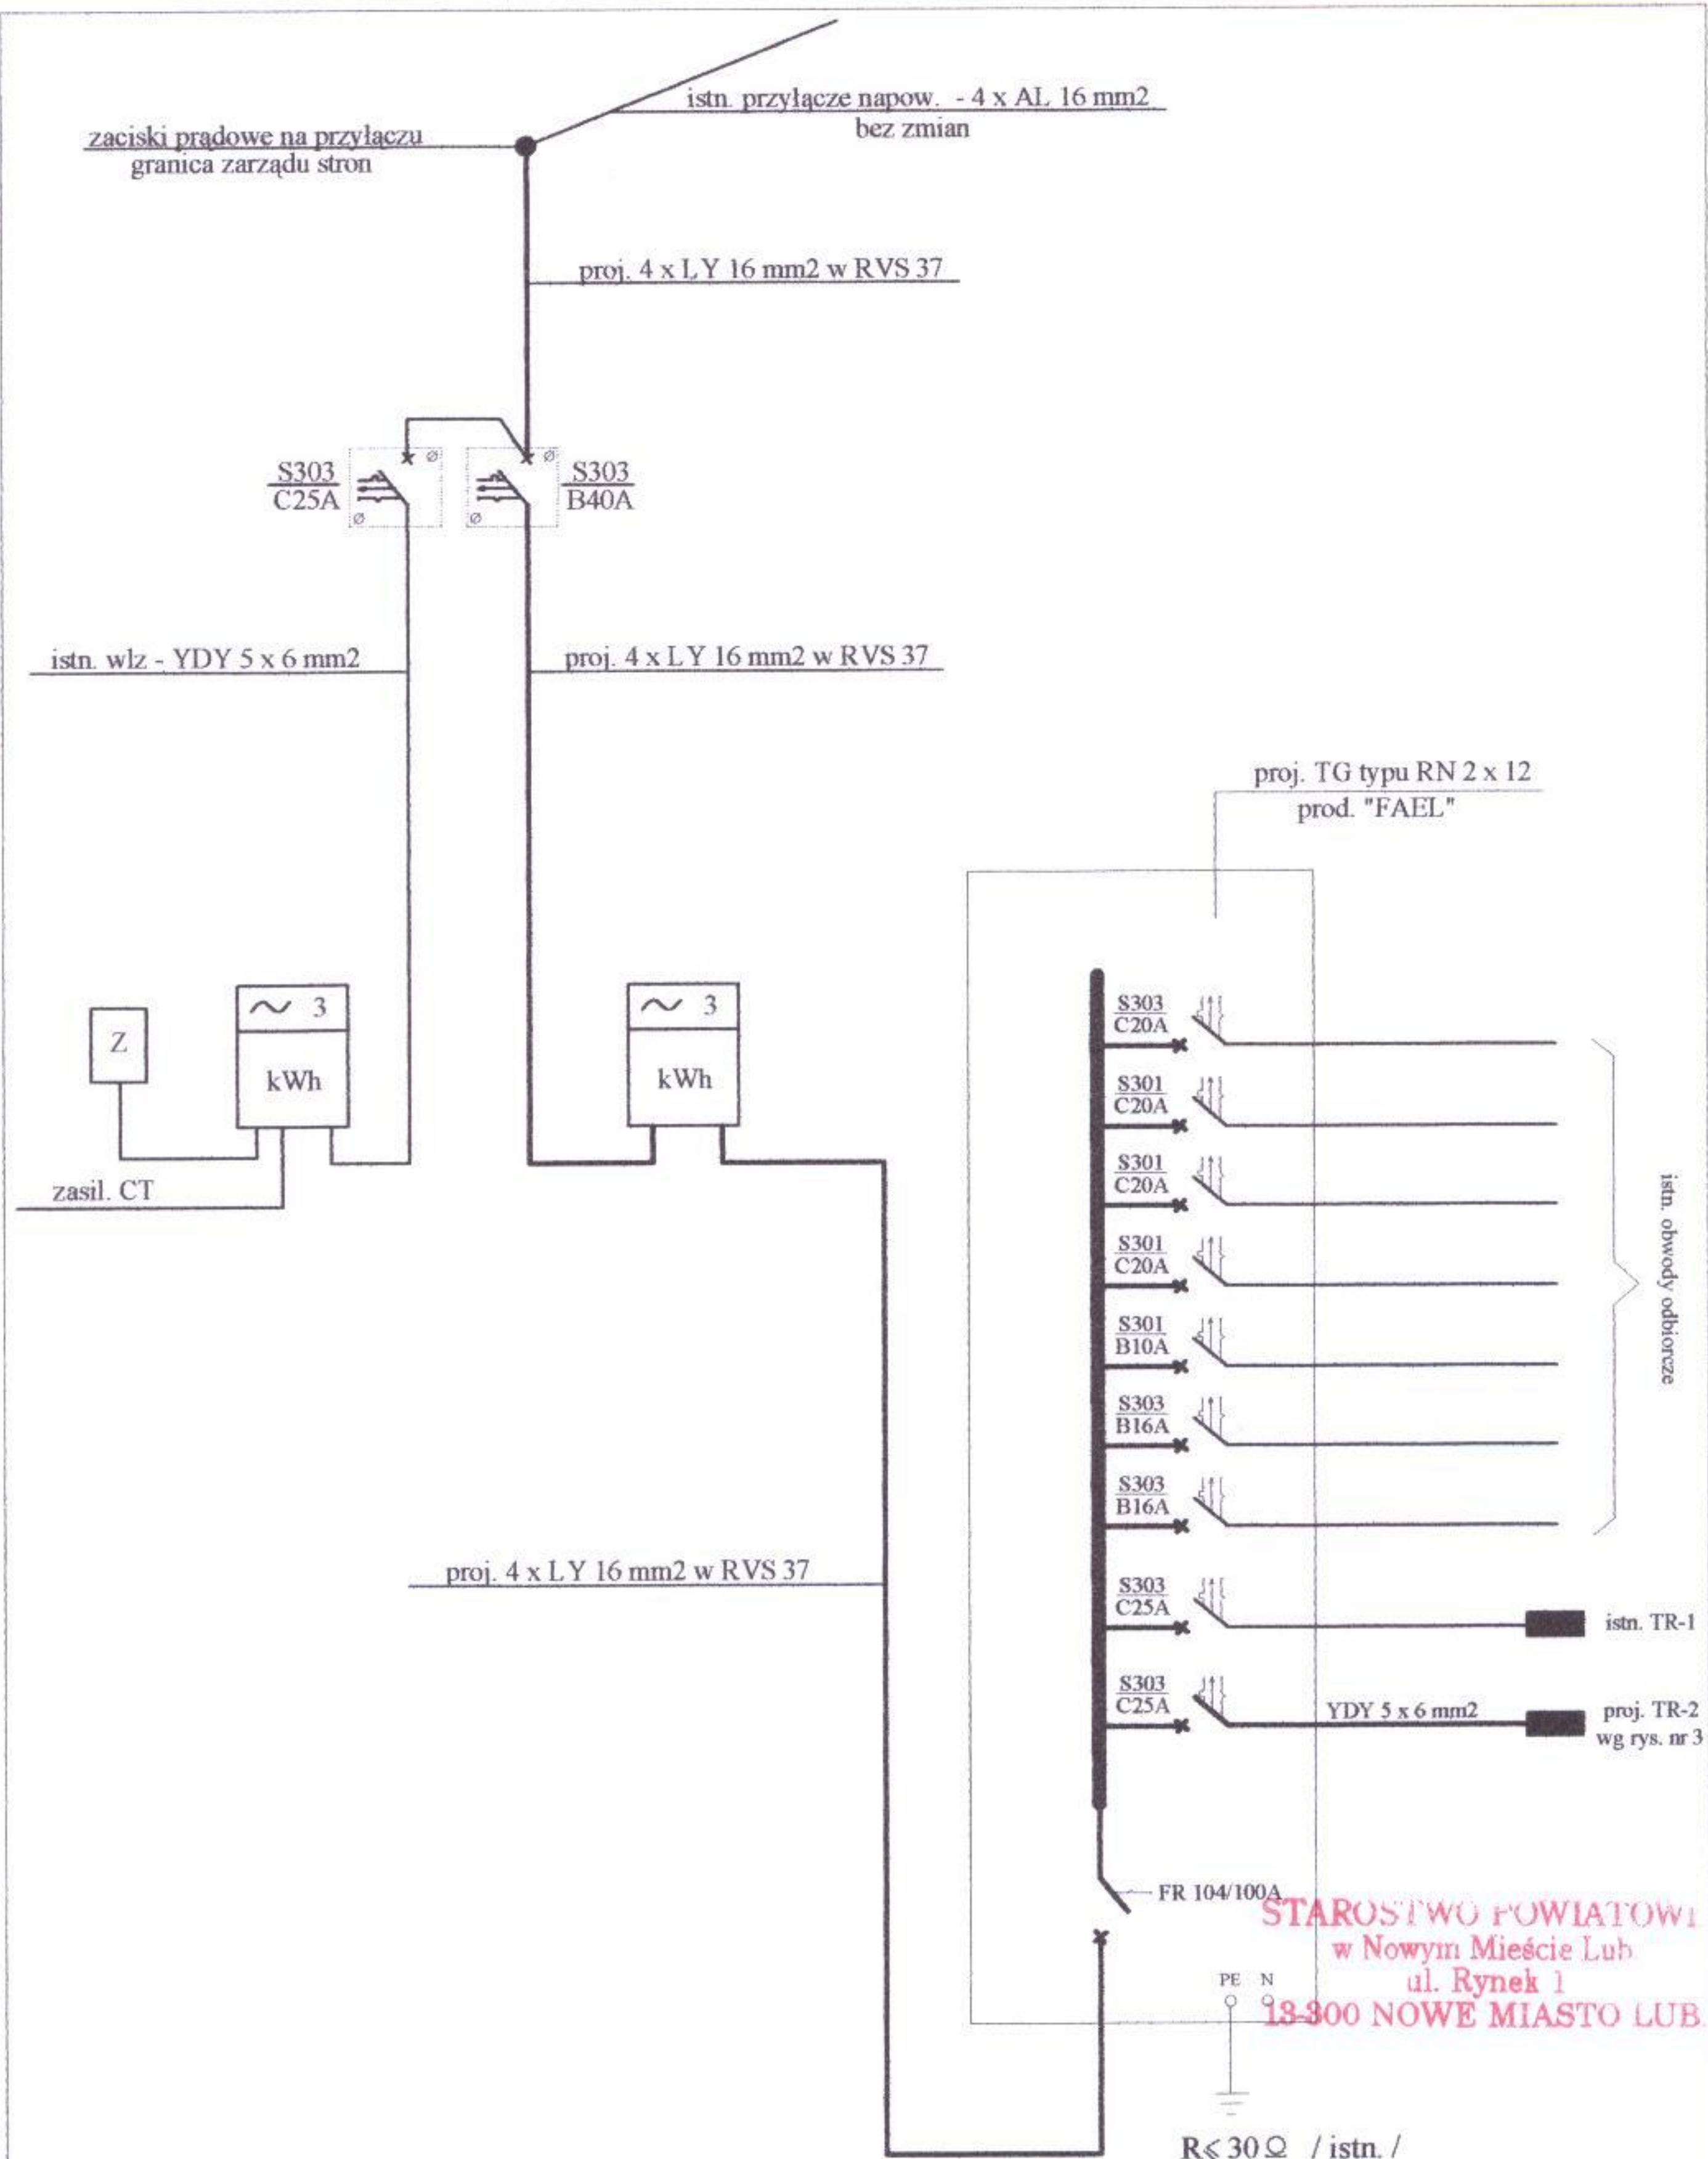 istn. przyłącze napow. - 4 x AL 16 mm2
bez zmian
zaciski prądowe na przyłączu
granica zarządu stron
proj. 4 x LY 16 mm2 w RVS 37
S303
C25A
S303
B40A
istn. wlz - YDY 5 x 6 mm2
proj. 4 x LY 16 mm2 w RVS 37
proj. TG typu RN 2 x 12
prod. "FAEL"
Z
~ 3
kWh
~ 3
kWh
zasil. CT
S303
C20A
S301
C20A
S301
C20A
S301
C20A
S301
B10A
S303
B16A
S303
B16A
istn. obwody odbiorcze
proj. 4 x LY 16 mm2 w RVS 37
S303
C25A
istn. TR-1
S303
C25A
YDY 5 x 6 mm2
proj. TR-2
wg rys. nr 3
FR 104/100A
STAROSTWO POWIATOWE
w Nowym Mieście Lub
ul. Rynek 1
13-300 NOWE MIASTO LUB.
PE N
R⩽30Ω / istn. /